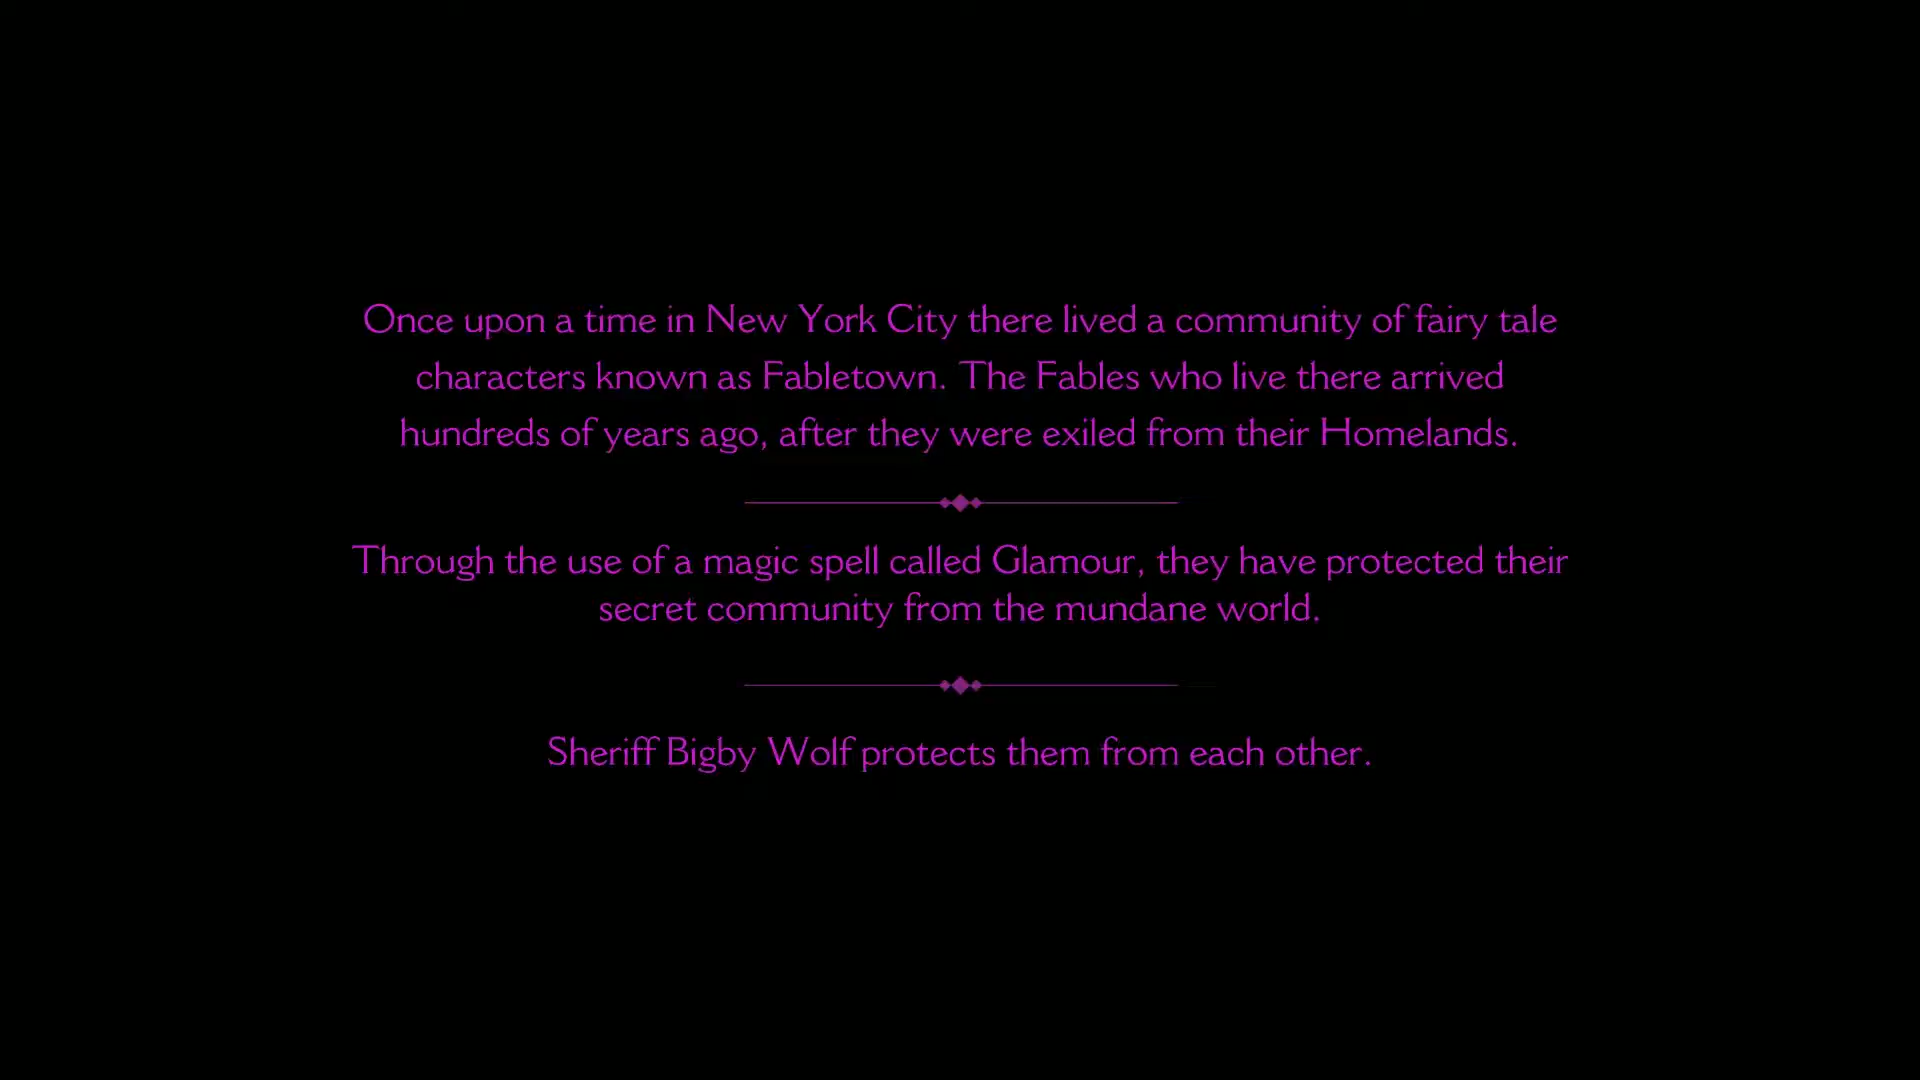 Once upon a time in New York City there lived a community of fairy tale
characters known as Fabletown. The Fables who live there arrived
hundreds of years ago, after they were exiled from their Homelands.
Through the use of a magic spell called Glamour, they have protected their
secret community from the mundane world.
Sheriff Bigby Wolf protects them from each other.